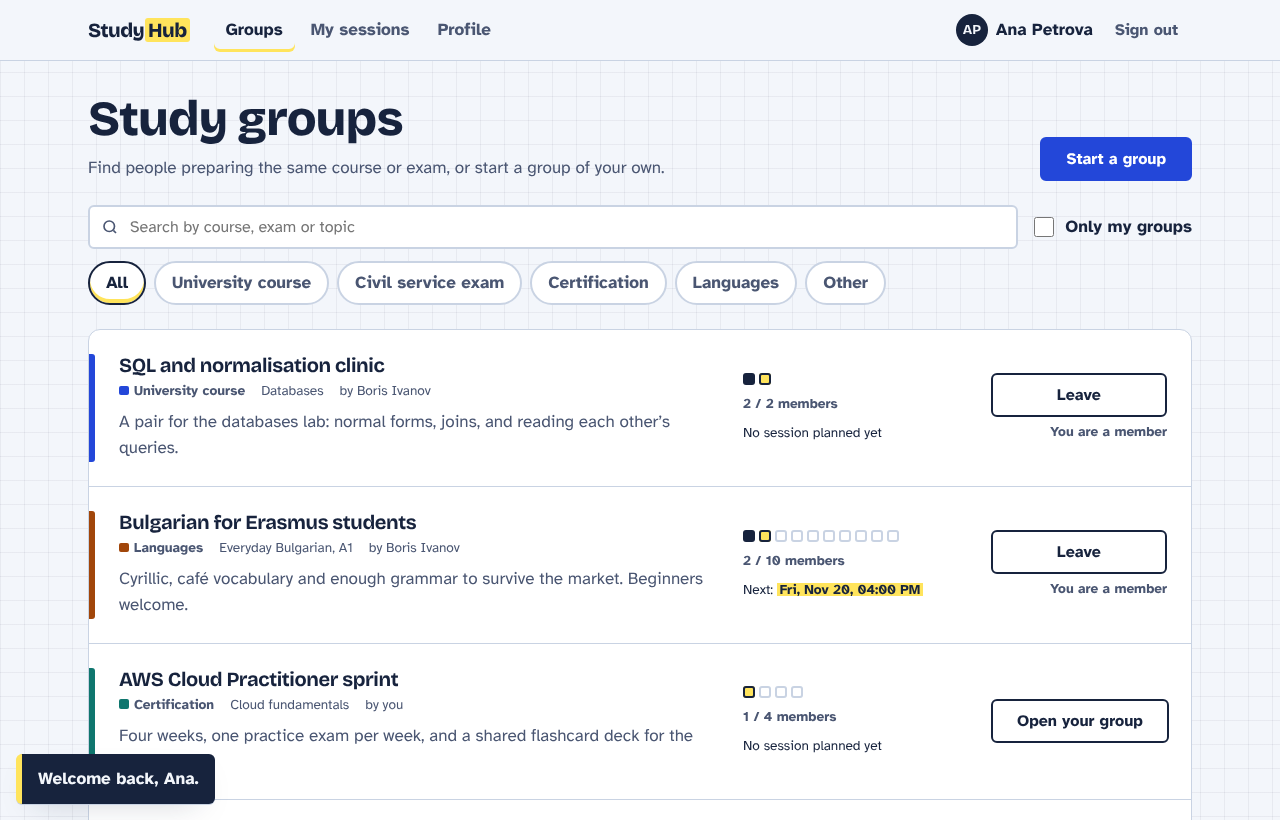 StudyHub
Groups
My sessions
Profile
AP
Ana Petrova
Sign out
Study groups
Find people preparing the same course or exam, or start a group of your own.
Start a group
Search by course, exam or topic
Only my groups
All
University course
Civil service exam
Certification
Languages
Other
SQL and normalisation clinic
University course
Databases
by Boris Ivanov
A pair for the databases lab: normal forms, joins, and reading each other’s
queries.
2 / 2 members
No session planned yet
Leave
You are a member
Bulgarian for Erasmus students
Languages
Everyday Bulgarian, A1
by Boris Ivanov
Cyrillic, café vocabulary and enough grammar to survive the market. Beginners
welcome.
2 / 10 members
Next: Fri, Nov 20, 04:00 PM
Leave
You are a member
AWS Cloud Practitioner sprint
Certification
Cloud fundamentals
by you
Four weeks, one practice exam per week, and a shared flashcard deck for the
1 / 4 members
No session planned yet
Open your group
Welcome back, Ana.